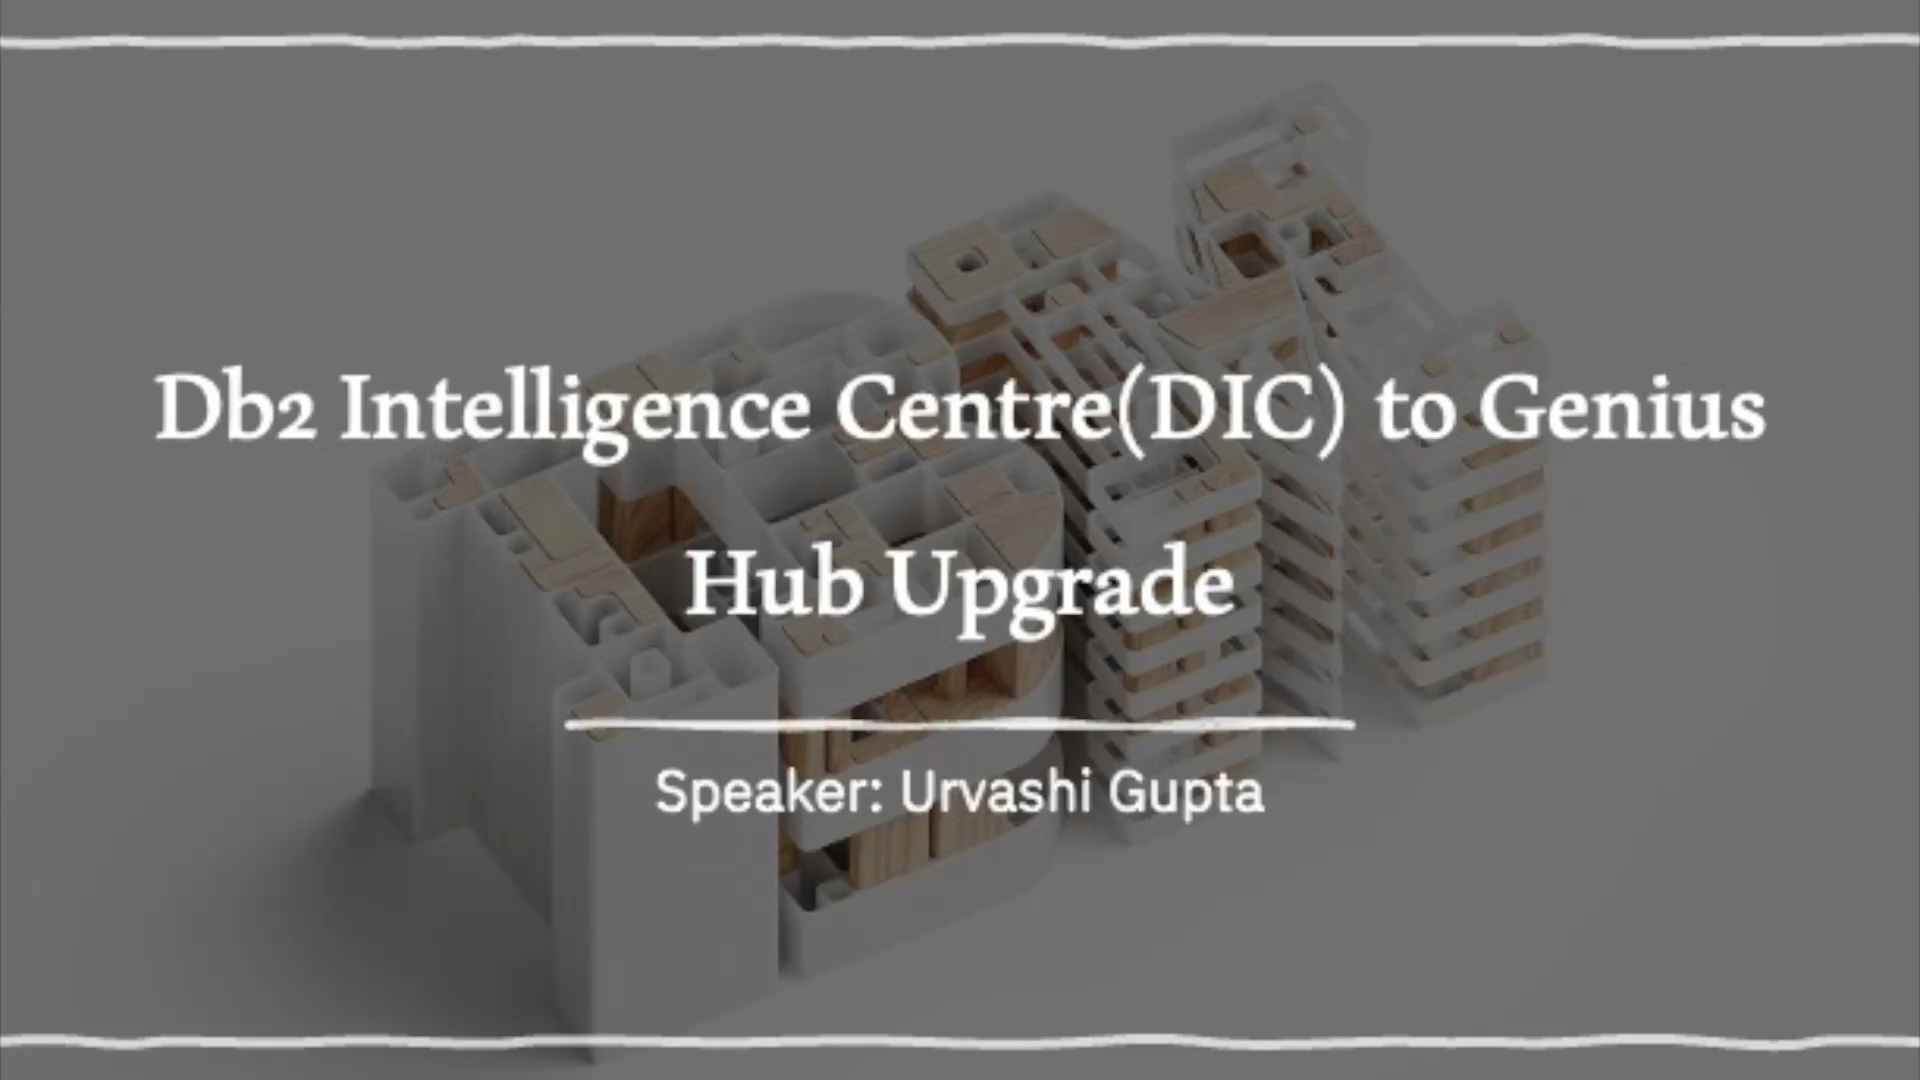 Db2 Intelligence Centre(DIC) to Genius
Hub Upgrade
Speaker: Urvashi Gupta